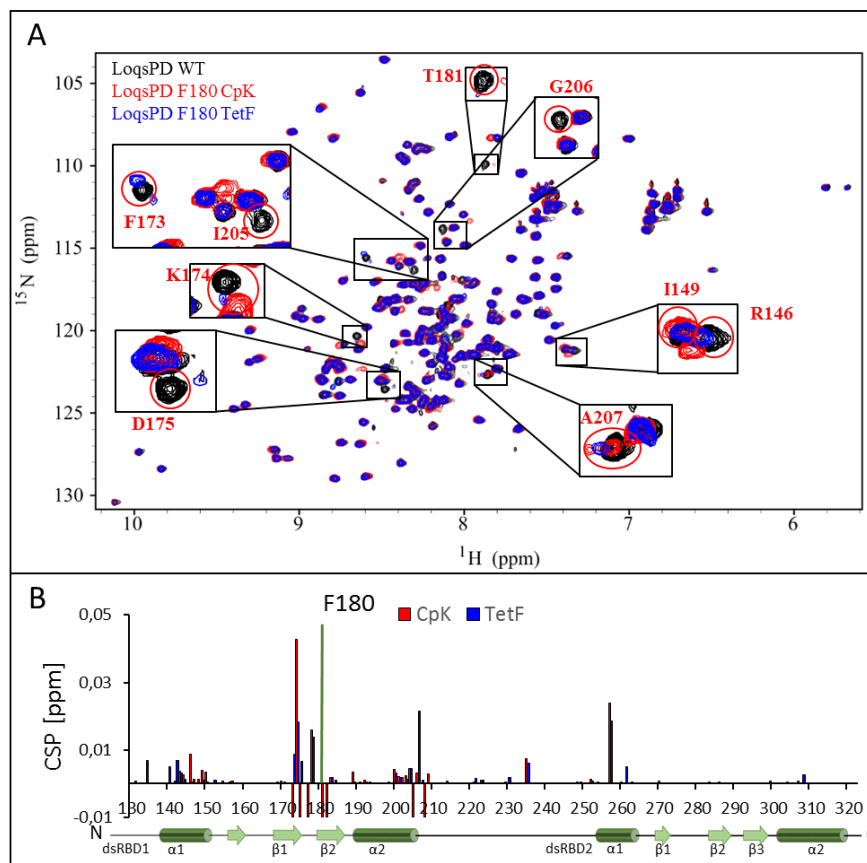 A
LoqsPD WT
LoqsPD F180 CpK
LoqsPD F180 TetF
T181
G206
F173
I205
K174
D175
I149
R146
A207
105
110
115
120
125
130
15N (ppm)
10 9 8 7 6
1H (ppm)
B
F180
CpK TetF
CSP [ppm]
0,05
0,03
0,01
-0,01
130 140 150 160 170 180 190 200 210 220 230 240 250 260 270 280 290 300 310 320
N
dsRBD1 α1 β1 β2 α2 dsRBD2 α1 β1 β2 β3 α2